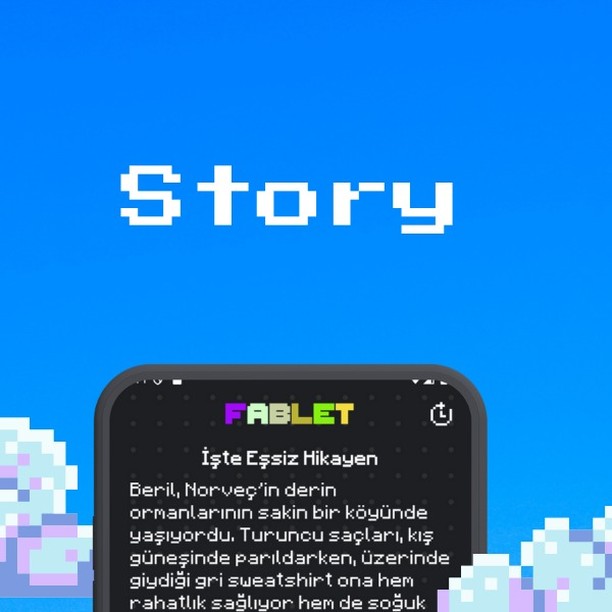 Story
FABLET
İşte Eşsiz Hikayen
Beril, Norveç'in derin
ormanlarının sakin bir köyünde
yaşıyordu. Turuncu saçları, kış
güneşinde parıldarken, üzerinde
giydiği gri sweatshirt ona hem
rahatlık sağlıyor hem de soğuk